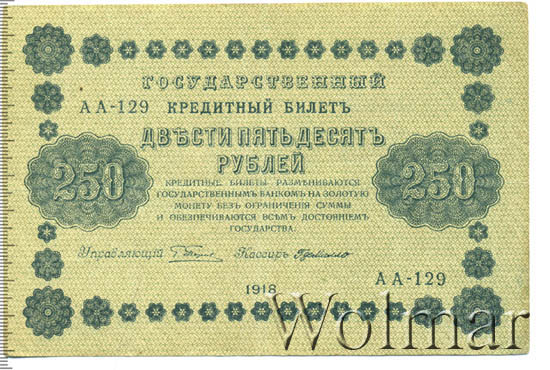 ГОСУДАРСТВЕННЫЙ
АА-129 КРЕДИТНЫЙ БИЛЕТЪ
ДВѢСТИ ПЯТЬДЕСЯТЪ
РУБЛЕЙ
250 250
КРЕДИТНЫЕ БИЛЕТЫ РАЗМѢНИВАЮТСЯ
ГОСУДАРСТВЕННЫМЪ БАНКОМЪ НА ЗОЛОТУЮ
МОНЕТУ БЕЗЪ ОГРАНИЧЕНІЯ СУММЫ
И ОБЕЗПЕЧИВАЮТСЯ ВСѢМЪ ДОСТОЯНІЕМЪ
ГОСУДАРСТВА.
Управляющій Кассиръ
1918 АА-129
Wolmar